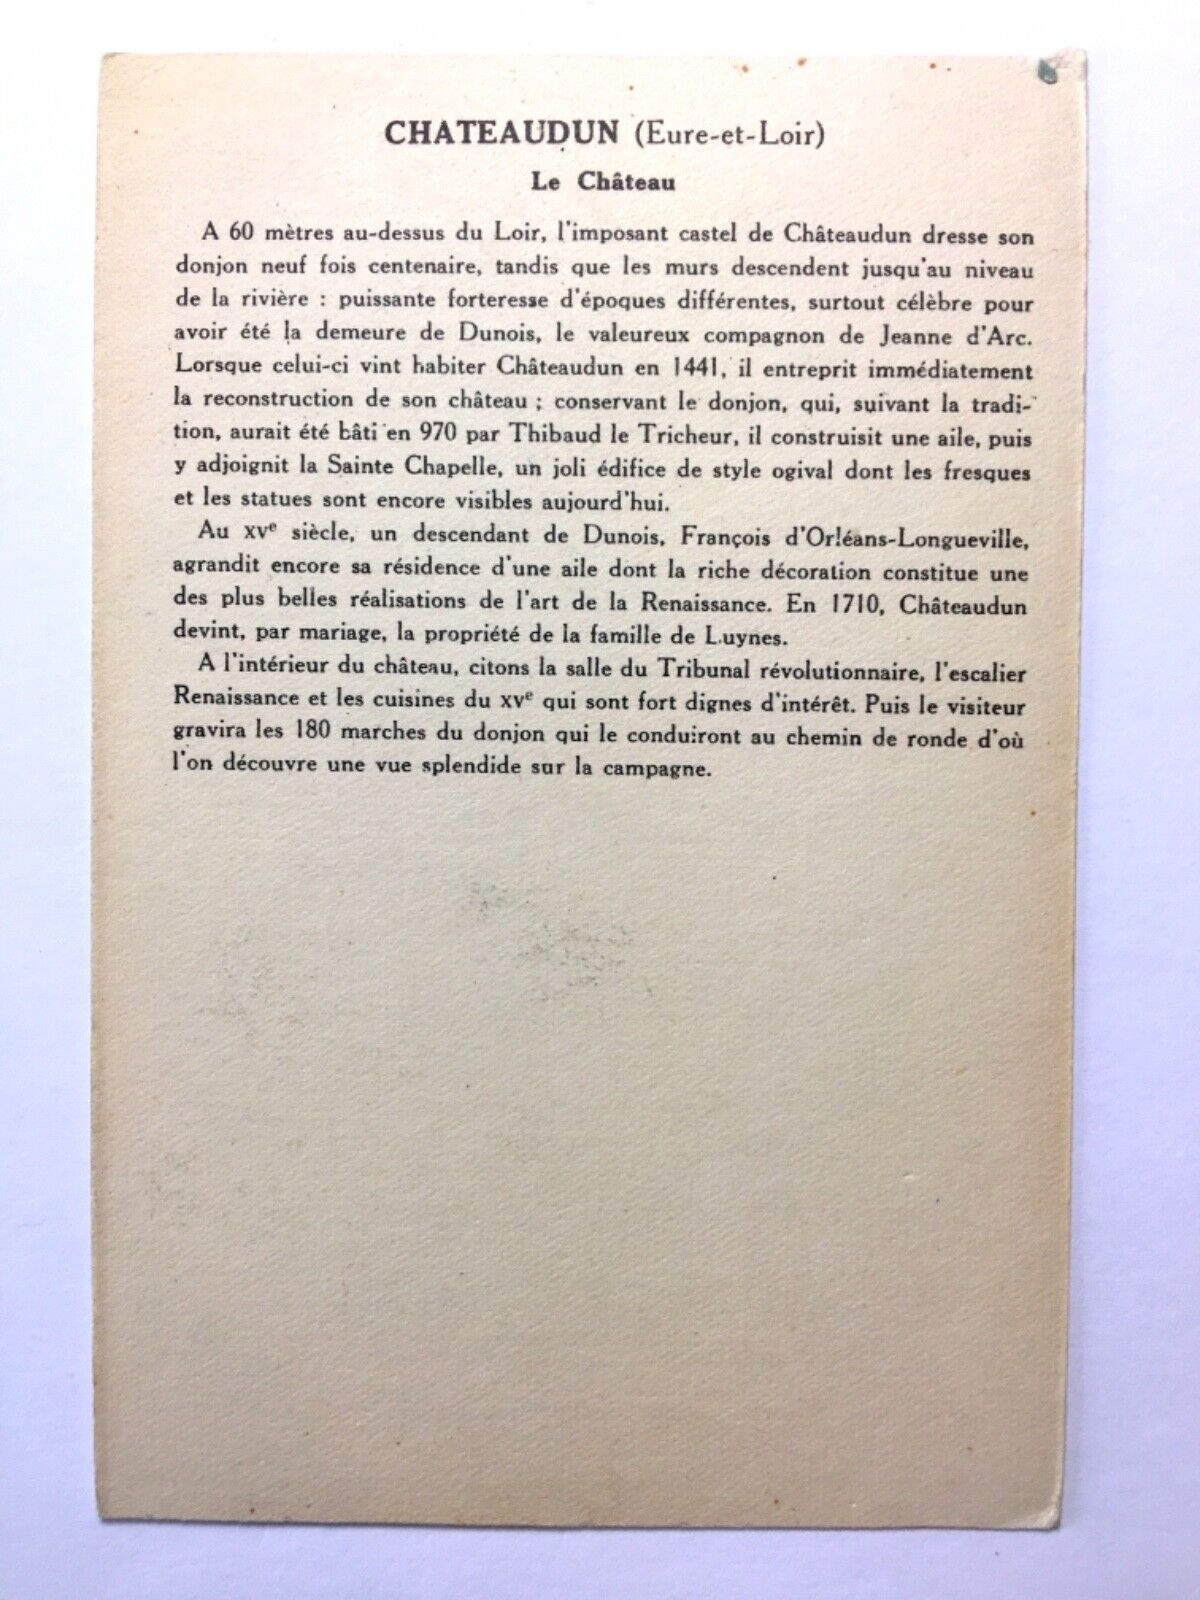 CHATEAUDUN (Eure-et-Loir)
Le Château
A 60 mètres au-dessus du Loir, l'imposant castel de Châteaudun dresse son
donjon neuf fois centenaire, tandis que les murs descendent jusqu'au niveau
de la rivière : puissante forteresse d'époques différentes, surtout célèbre pour
avoir été la demeure de Dunois, le valeureux compagnon de Jeanne d'Arc.
Lorsque celui-ci vint habiter Châteaudun en 1441, il entreprit immédiatement
la reconstruction de son château ; conservant le donjon, qui, suivant la tradi-
tion, aurait été bâti en 970 par Thibaud le Tricheur, il construisit une aile, puis
y adjoignit la Sainte Chapelle, un joli édifice de style ogival dont les fresques
et les statues sont encore visibles aujourd'hui.
Au XVe siècle, un descendant de Dunois, François d'Orléans-Longueville,
agrandit encore sa résidence d'une aile dont la riche décoration constitue une
des plus belles réalisations de l'art de la Renaissance. En 1710, Châteaudun
devint, par mariage, la propriété de la famille de Luynes.
A l'intérieur du château, citons la salle du Tribunal révolutionnaire, l'escalier
Renaissance et les cuisines du XVe qui sont fort dignes d'intérêt. Puis le visiteur
gravira les 180 marches du donjon qui le conduiront au chemin de ronde d'où
l'on découvre une vue splendide sur la campagne.